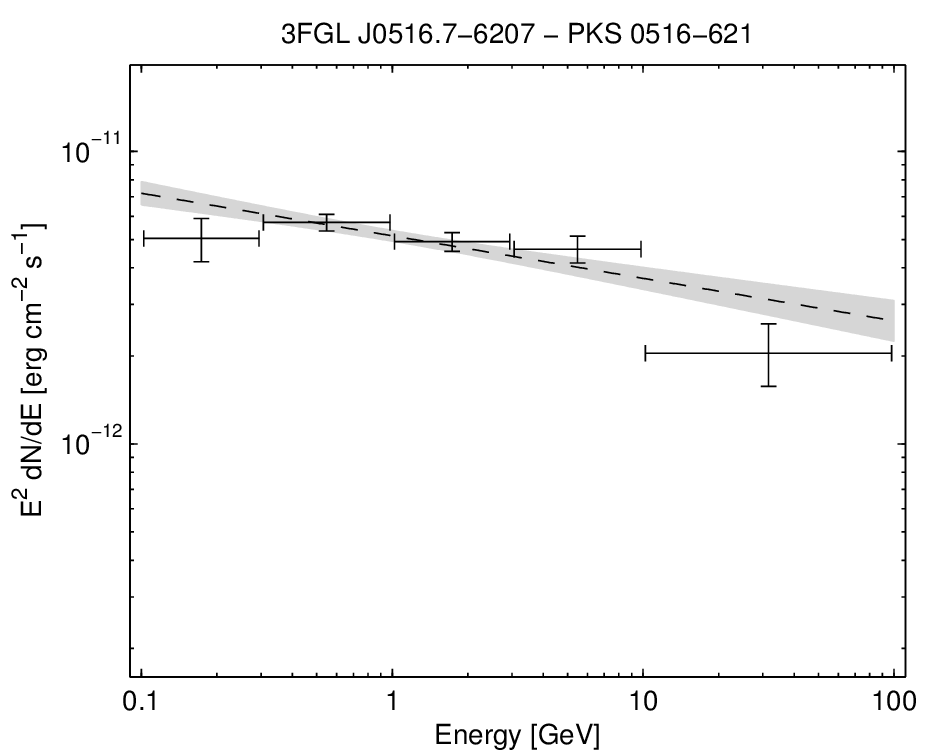 3FGL J0516.7−6207 − PKS 0516−621
10⁻¹¹
10⁻¹²
E² dN/dE [erg cm⁻² s⁻¹]
0.1 1 10 100
Energy [GeV]